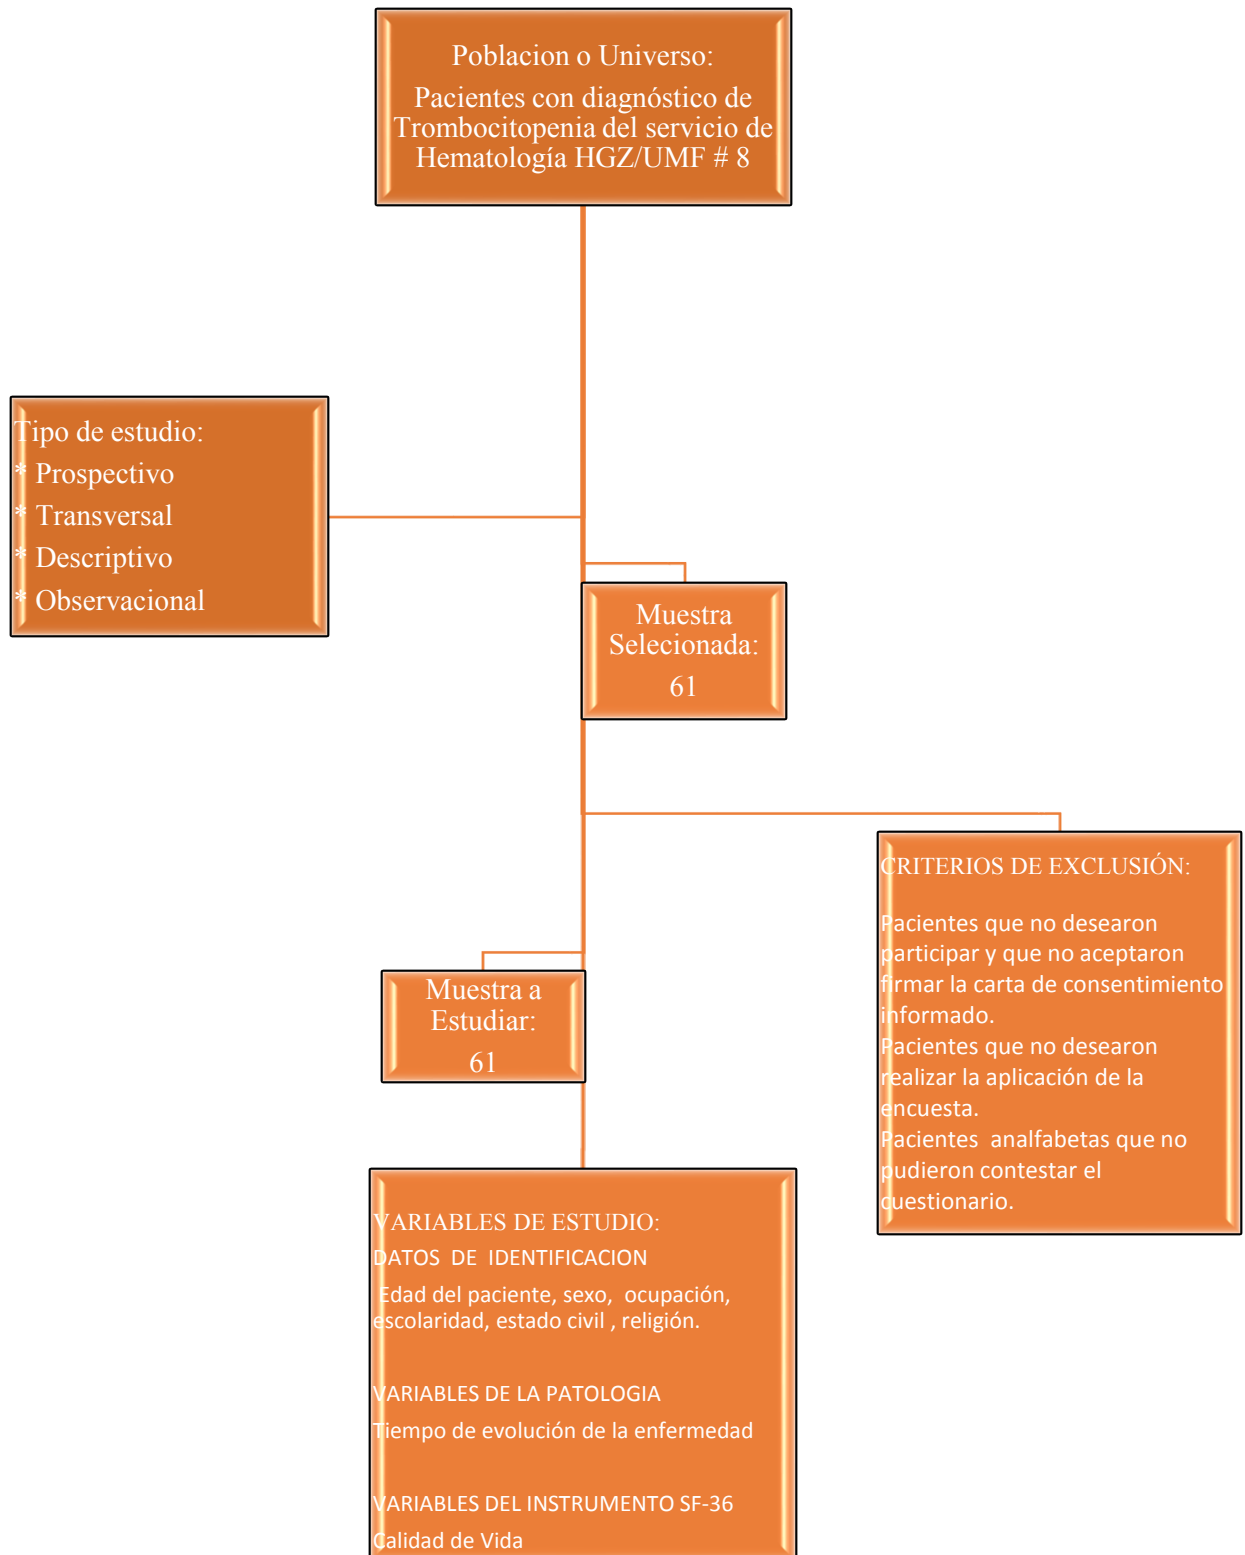 Poblacion o Universo:
Pacientes con diagnóstico de
Trombocitopenia del servicio de
Hematología HGZ/UMF # 8
Tipo de estudio:
* Prospectivo
* Transversal
* Descriptivo
* Observacional
Muestra
Selecionada:
61
CRITERIOS DE EXCLUSIÓN:
Pacientes que no desearon
participar y que no aceptaron
firmar la carta de consentimiento
informado.
Pacientes que no desearon
realizar la aplicación de la
encuesta.
Pacientes analfabetas que no
pudieron contestar el
cuestionario.
Muestra a
Estudiar:
61
VARIABLES DE ESTUDIO:
DATOS DE IDENTIFICACION
Edad del paciente, sexo, ocupación,
escolaridad, estado civil , religión.
VARIABLES DE LA PATOLOGIA
Tiempo de evolución de la enfermedad
VARIABLES DEL INSTRUMENTO SF-36
Calidad de Vida